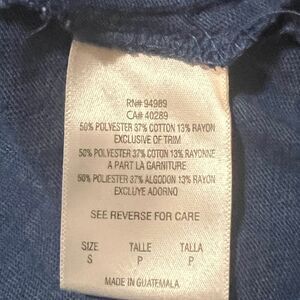 RN# 94989
CA# 40289
50% POLYESTER 37% COTTON 13% RAYON
EXCLUSIVE OF TRIM
50% POLYESTER 37% COTON 13% RAYONNE
A PART LA GARNITURE
50% POLIESTER 37% ALGODON 13% RAYON
EXCLUYE ADORNO
SEE REVERSE FOR CARE
SIZE TALLE TALLA
S P P
MADE IN GUATEMALA